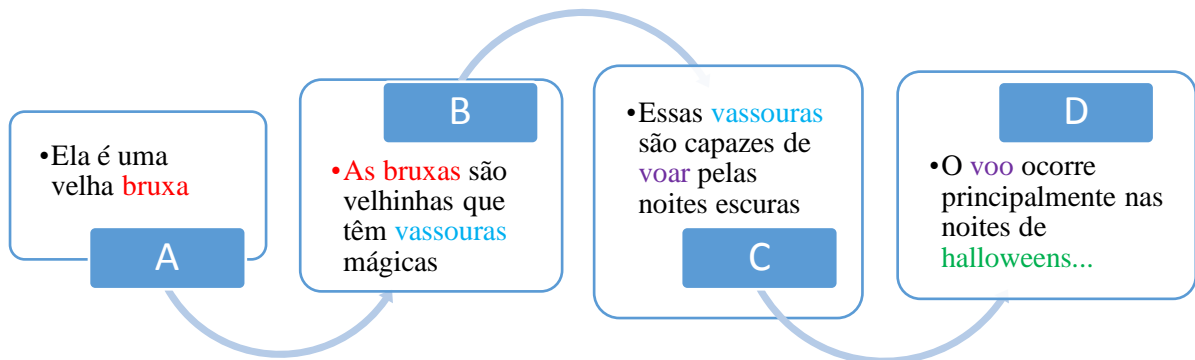 •Ela é uma
velha bruxa
A
B
•As bruxas são
velhinhas que
têm vassouras
mágicas
•Essas vassouras
são capazes de
voar pelas
noites escuras
C
D
•O voo ocorre
principalmente nas
noites de
halloweens...